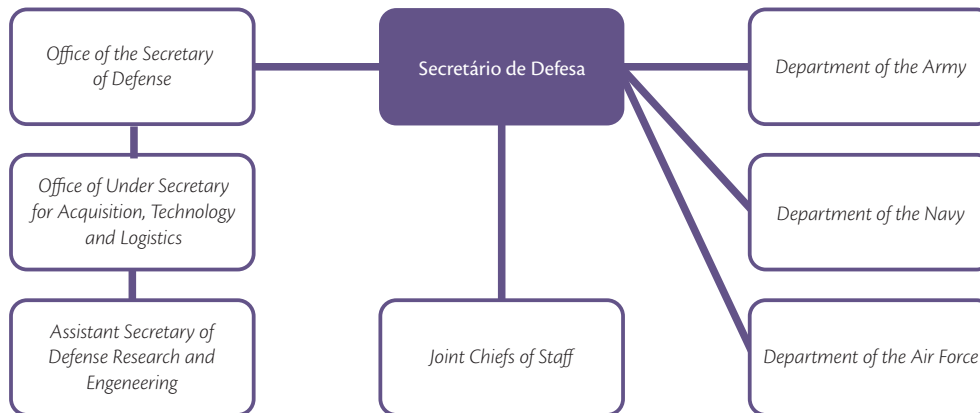 Office of the Secretary
of Defense
Secretário de Defesa
Department of the Army
Office of Under Secretary
for Acquisition, Technology
and Logistics
Department of the Navy
Assistant Secretary of
Defense Research and
Engeneering
Joint Chiefs of Staff
Department of the Air Force